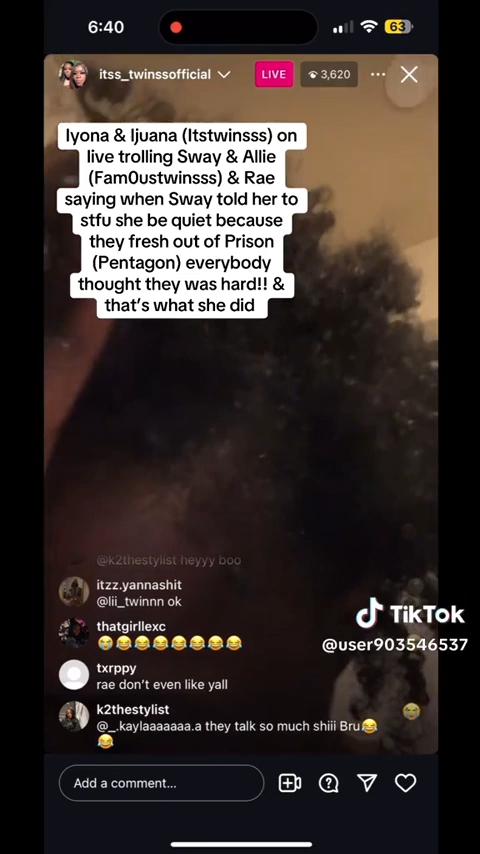 6:40
63
itss_twinssofficial
LIVE
3,620
Iyona & Ijuana (Itstwinsss) on
live trolling Sway & Allie
(Fam0ustwinsss) & Rae
saying when Sway told her to
stfu she be quiet because
they fresh out of Prison
(Pentagon) everybody
thought they was hard!! &
that's what she did
@k2thestylist heyyy boo
itzz.yannashit
@lii_twinnn ok
TikTok
thatgirllexc
😭😂😂😂😂😂😂😂
@user903546537
txrppy
rae don't even like yall
k2thestylist
@_.kaylaaaaaaa.a they talk so much shiii Bru😂
😂
Add a comment...